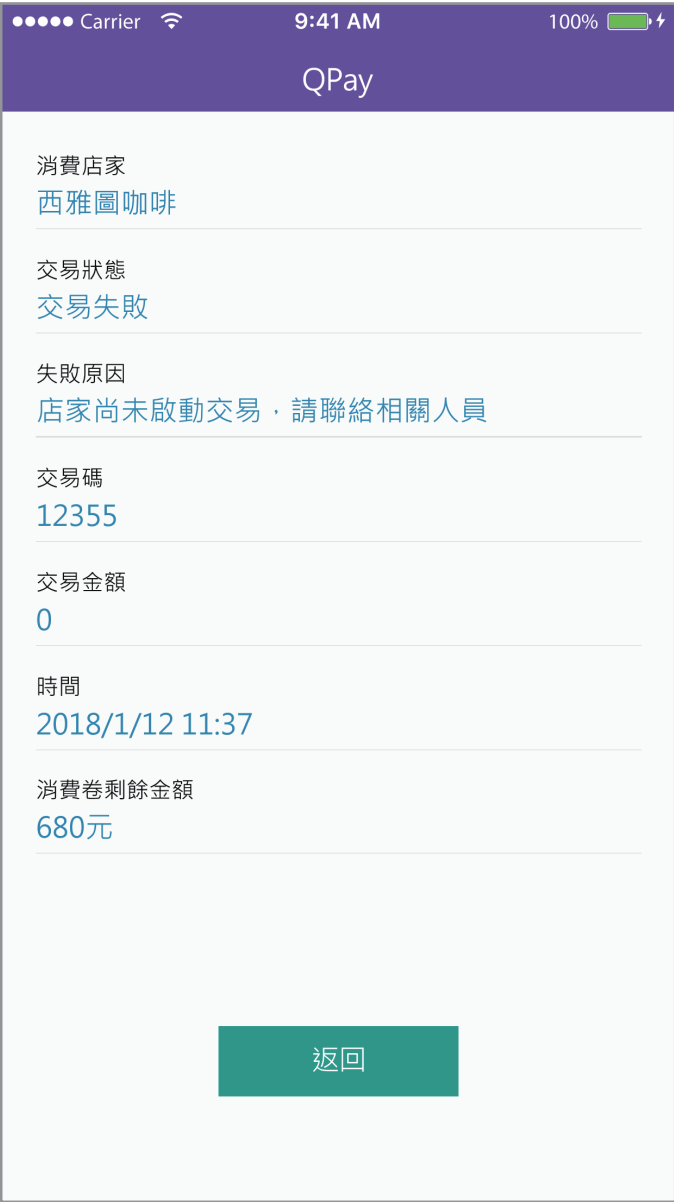 Carrier 9:41 AM 100%
QPay
消費店家
西雅圖咖啡
交易狀態
交易失敗
失敗原因
店家尚未啟動交易，請聯絡相關人員
交易碼
12355
交易金額
0
時間
2018/1/12 11:37
消費卷剩餘金額
680元
返回